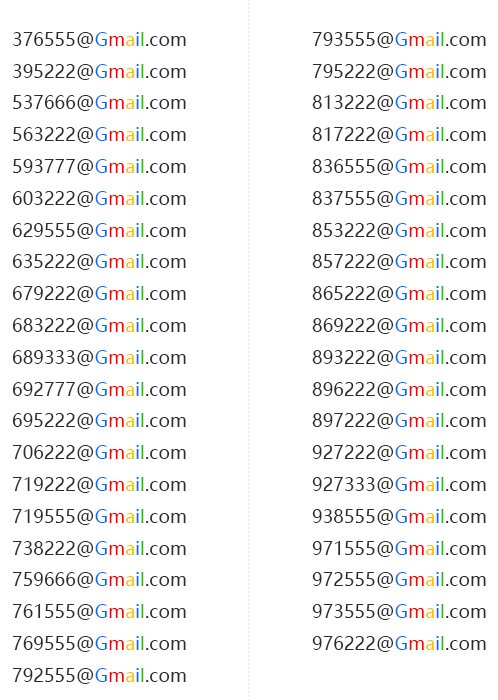 376555@Gmail.com
395222@Gmail.com
537666@Gmail.com
563222@Gmail.com
593777@Gmail.com
603222@Gmail.com
629555@Gmail.com
635222@Gmail.com
679222@Gmail.com
683222@Gmail.com
689333@Gmail.com
692777@Gmail.com
695222@Gmail.com
706222@Gmail.com
719222@Gmail.com
719555@Gmail.com
738222@Gmail.com
759666@Gmail.com
761555@Gmail.com
769555@Gmail.com
792555@Gmail.com
793555@Gmail.com
795222@Gmail.com
813222@Gmail.com
817222@Gmail.com
836555@Gmail.com
837555@Gmail.com
853222@Gmail.com
857222@Gmail.com
865222@Gmail.com
869222@Gmail.com
893222@Gmail.com
896222@Gmail.com
897222@Gmail.com
927222@Gmail.com
927333@Gmail.com
938555@Gmail.com
971555@Gmail.com
972555@Gmail.com
973555@Gmail.com
976222@Gmail.com